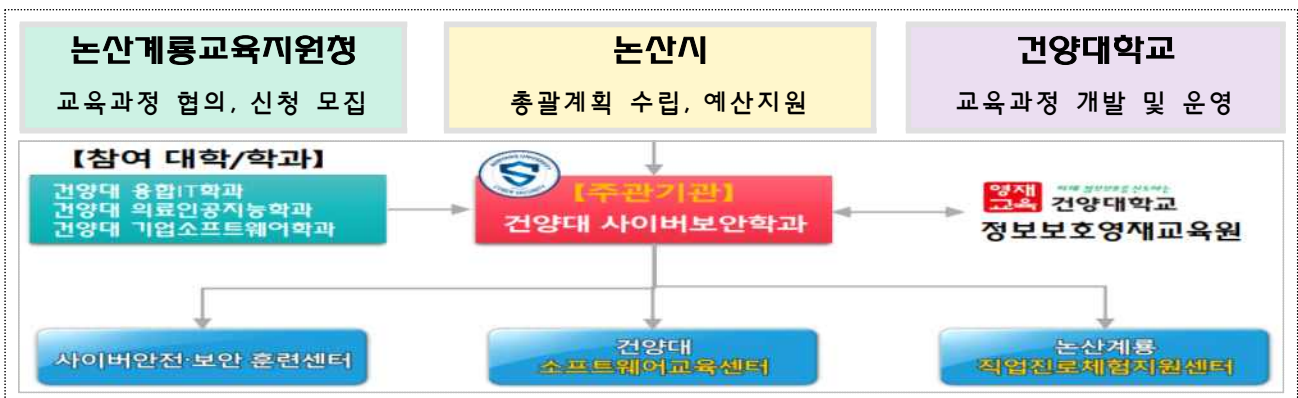 논산계룡교육지원청
교육과정 협의, 신청 모집
논산시
총괄계획 수립, 예산지원
건양대학교
교육과정 개발 및 운영
【참여 대학/학과】
건양대 융합IT학과
건양대 의료인공지능학과
건양대 기업소프트웨어학과
CYBER SECURITY
【주관기관】
건양대 사이버보안학과
영재
교육
건양대학교
정보보호영재교육원
사이버안전·보안 훈련센터
건양대
소프트웨어교육센터
논산계룡
직업진로체험지원센터